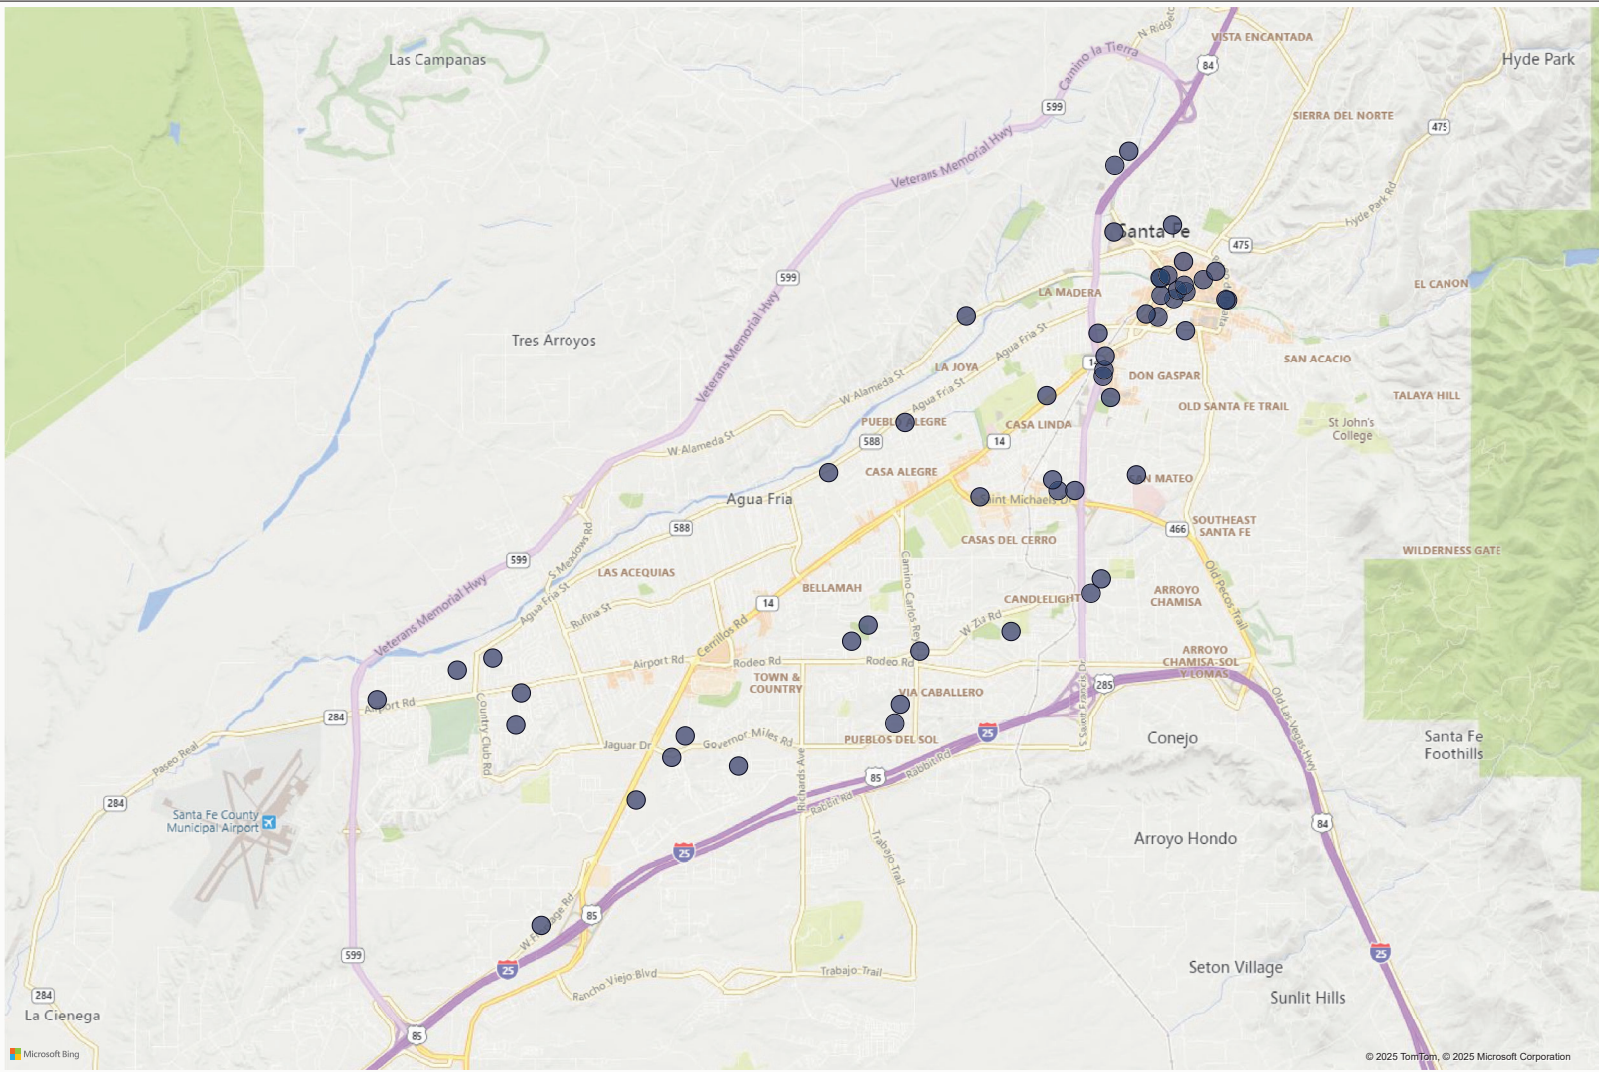 N Ridgetc
VISTA ENCANTADA
Camino la Tierra
Las Campanas
Hyde Park
84
599
SIERRA DEL NORTE
475
Veterans Memorial Hwy
Hyde Park Rd
Santa Fe
475
599
EL CANON
LA MADERA
Veterans Memorial Hwy
Agua Fria St
Tres Arroyos
SAN ACACIO
LA JOYA
DON GASPAR
W Alameda St
Agua Fria St
TALAYA HILL
OLD SANTA FE TRAIL
PUEBLO ALEGRE
CASA LINDA
St John's
College
588
14
W Alameda St
CASA ALEGRE
SAN MATEO
Agua Fria
Saint Michaels Dr
588
466
SOUTHEAST
SANTA FE
CASAS DEL CERRO
S Meadows Rd
WILDERNESS GATE
599
LAS ACEQUIAS
Camino Carlos Rey
BELLAMAH
Old Pecos Trail
Veterans Memorial Hwy
Agua Fria St
14
CANDLELIGHT
ARROYO
CHAMISA
Rufina St
W Zia Rd
Cerrillos Rd
Airport Rd
Rodeo Rd
Rodeo Rd
ARROYO
CHAMISA-SOL
Y LOMAS
TOWN &
COUNTRY
VIA CABALLERO
285
Airport Rd
284
Country Club Rd
S Saint Francis Dr
Old Las Vegas Hwy
25
Jaguar Dr
Governor Miles Rd
PUEBLOS DEL SOL
Conejo
Santa Fe
Foothills
Paseo Real
Richards Ave
85
Rabbit Rd
284
Rabbit Rd
Santa Fe County
Municipal Airport
84
Arroyo Hondo
25
Trabajo Trail
85
599
25
25
Trabajo Trail
Rancho Viejo Blvd
Seton Village
284
Sunlit Hills
La Cienega
85
Microsoft Bing
© 2025 TomTom, © 2025 Microsoft Corporation